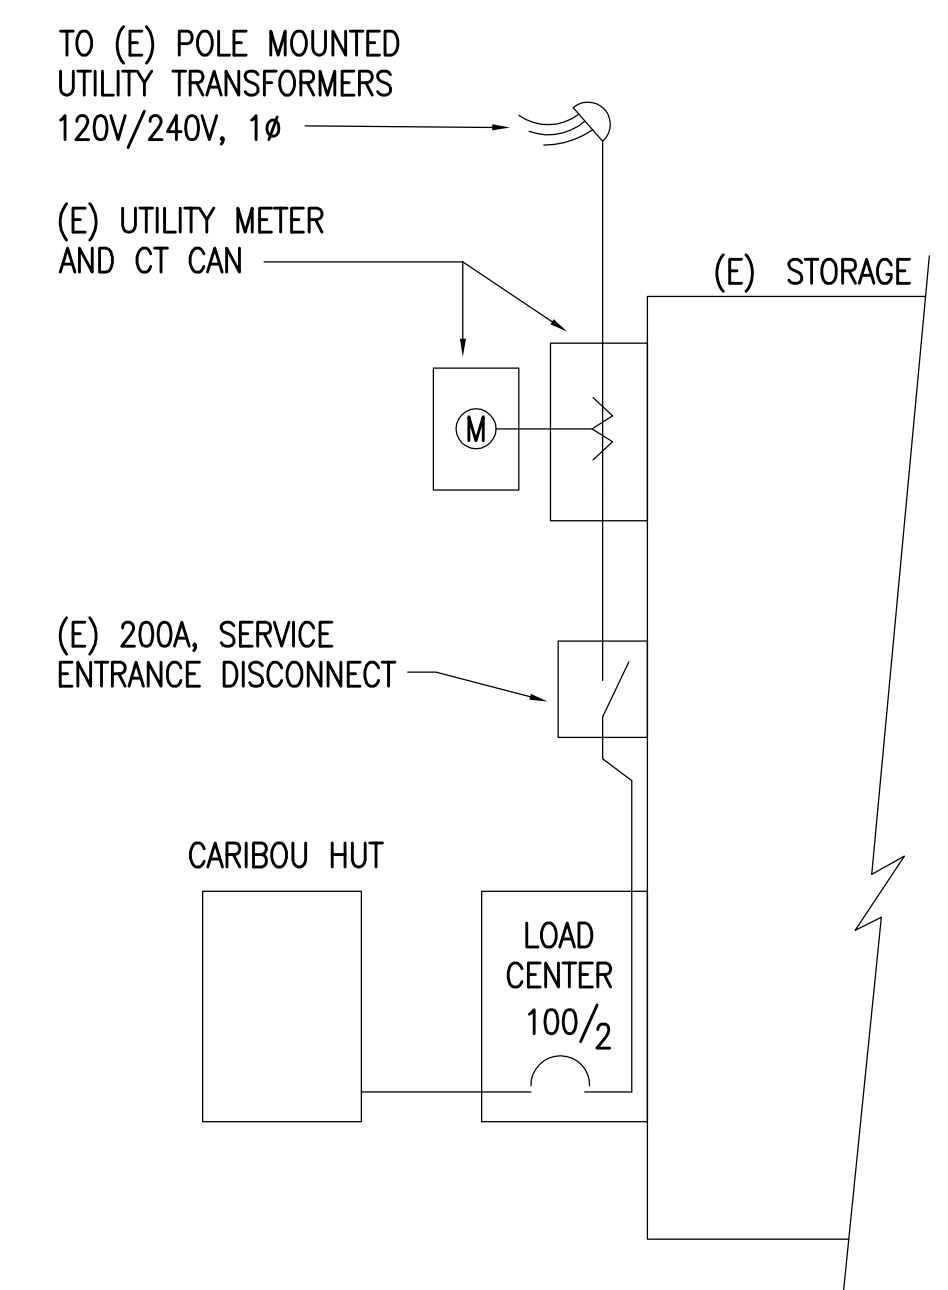 TO (E) POLE MOUNTED
UTILITY TRANSFORMERS
120V/240V, 1ø
(E) UTILITY METER
AND CT CAN
(E) STORAGE
M
(E) 200A, SERVICE
ENTRANCE DISCONNECT
CARIBOU HUT
LOAD
CENTER
100/2